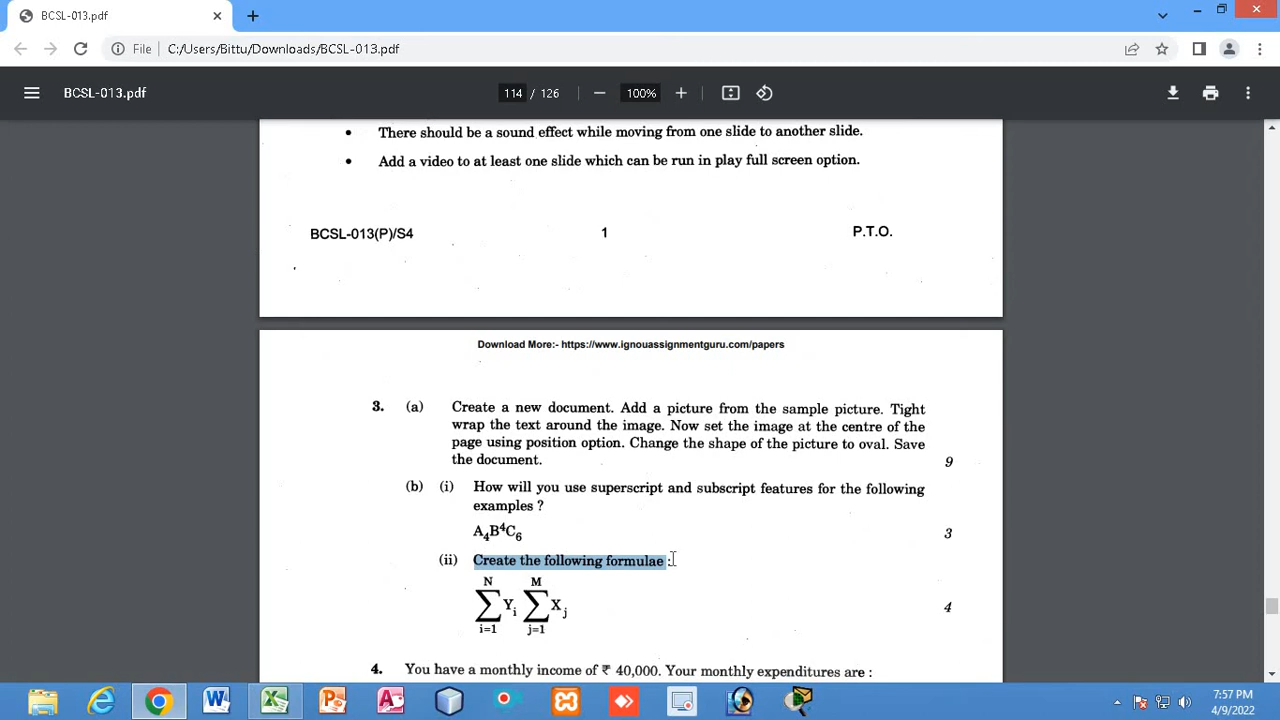 BCSL-013.pdf
File
C:/Users/Bittu/Downloads/BCSL-013.pdf
BCSL-013.pdf
114 / 126
100%
• There should be a sound effect while moving from one slide to another slide.
• Add a video to at least one slide which can be run in play full screen option.
BCSL-013(P)/S4 1 P.T.O.
Download More:- https://www.ignouassignmentguru.com/papers
3. (a) Create a new document. Add a picture from the sample picture. Tight
wrap the text around the image. Now set the image at the centre of the
page using position option. Change the shape of the picture to oval. Save
the document. 9
(b) (i) How will you use superscript and subscript features for the following
examples ?
A₄B⁴C₆ 3
(ii) Create the following formulae :
N M
∑Yᵢ ∑Xⱼ 4
i=1 j=1
4. You have a monthly income of ₹ 40,000. Your monthly expenditures are :
7:57 PM
4/9/2022